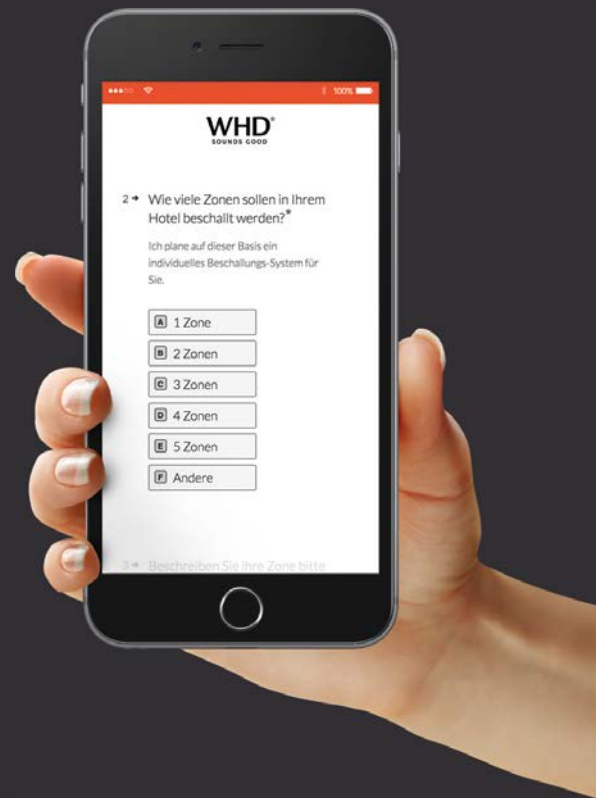 100%
WHD®
SOUNDS GOOD
2 → Wie viele Zonen sollen in Ihrem
Hotel beschallt werden?*
Ich plane auf dieser Basis ein
individuelles Beschallungs-System für
Sie.
A 1 Zone
B 2 Zonen
C 3 Zonen
D 4 Zonen
E 5 Zonen
F Andere
3 → Beschreiben Sie ihre Zone bitte